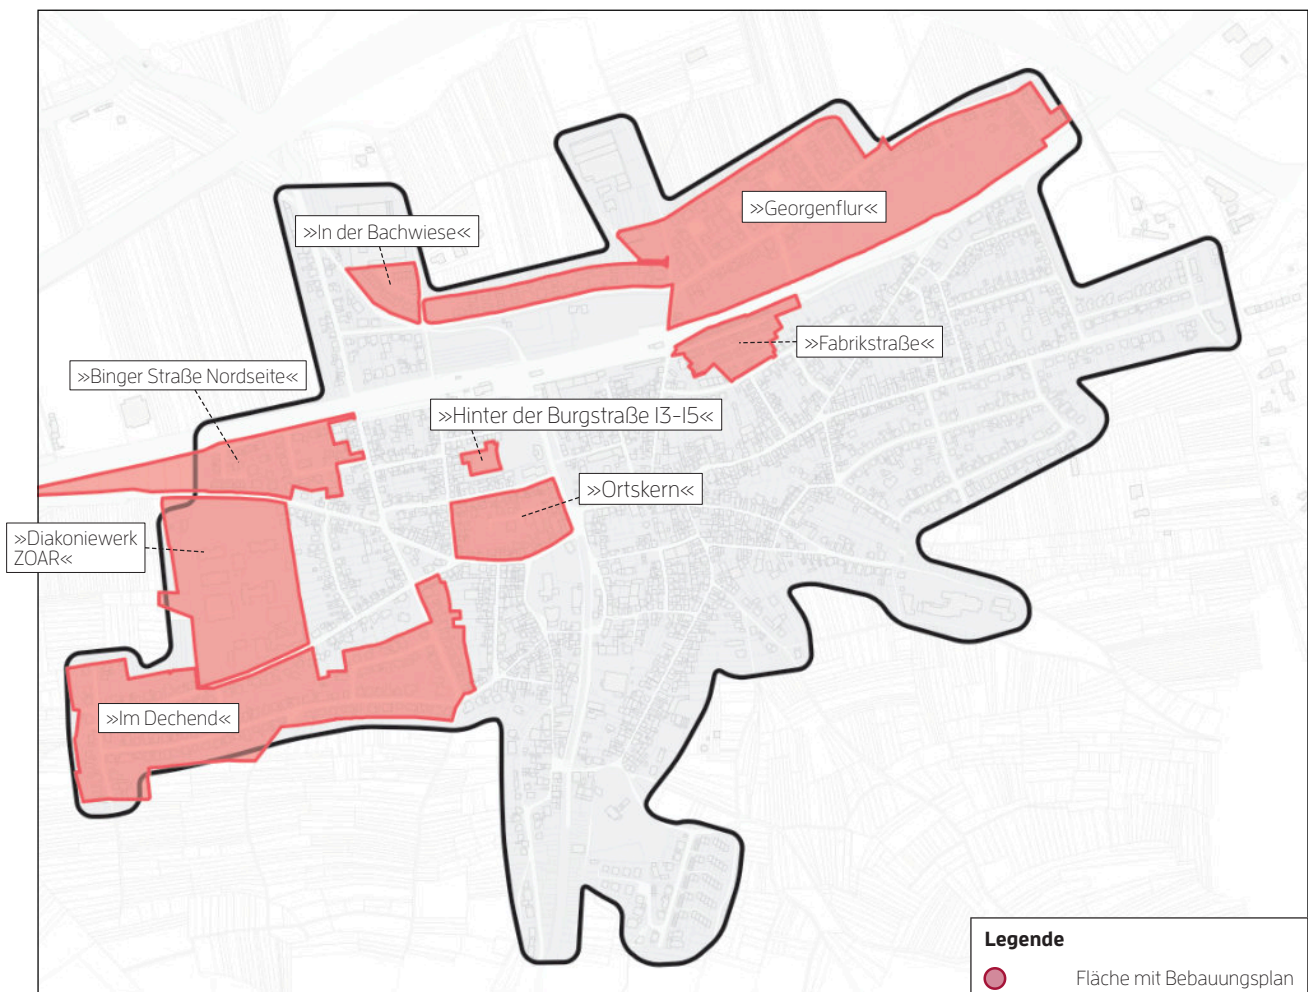 »Georgenflur«
»In der Bachwiese«
»Fabrikstraße«
»Binger Straße Nordseite«
»Hinter der Burgstraße 13-15«
»Ortskern«
»Diakoniewerk
ZOAR«
»Im Dechend«
Legende
Fläche mit Bebauungsplan